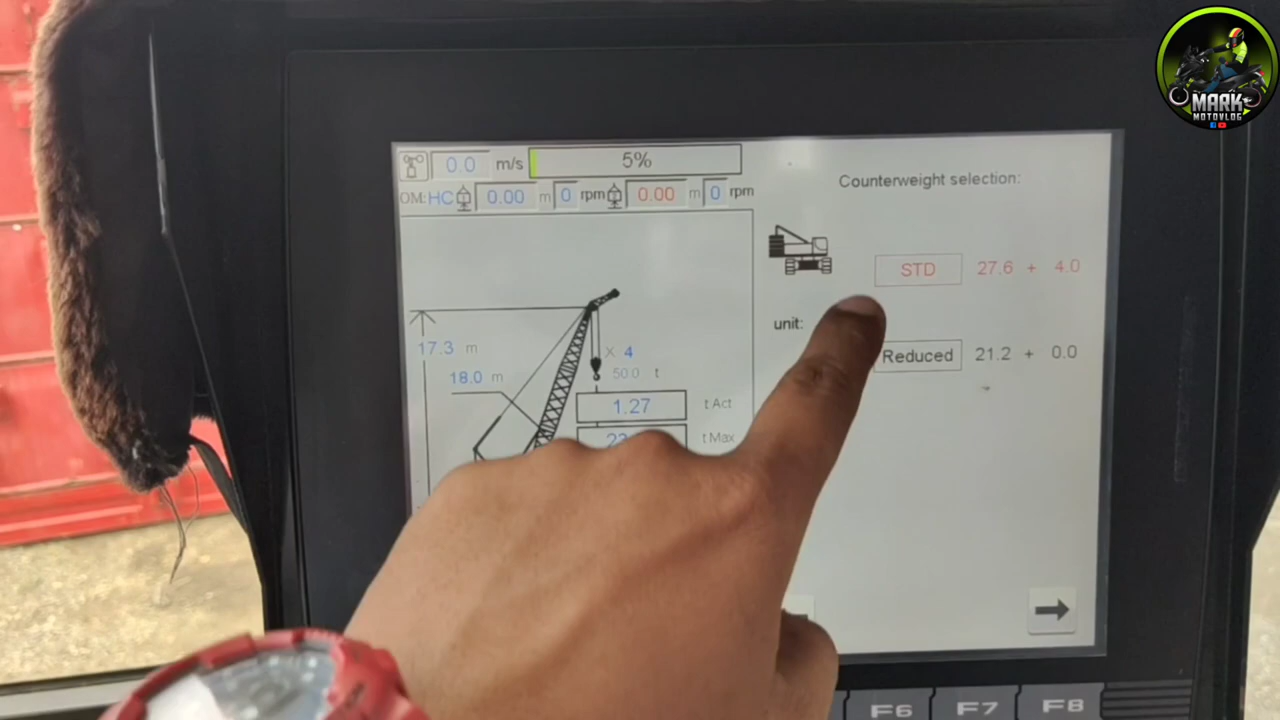 MARK
MOTOVLOG
0.0 m/s 5%
OM: HC 0.00 m 0 rpm 0.00 m 0 rpm
Counterweight selection:
STD 27.6 + 4.0
unit:
Reduced 21.2 + 0.0
17.3 m
18.0 m
X 4
50.0 t
1.27 t Act
t Max
F6 F7 F8